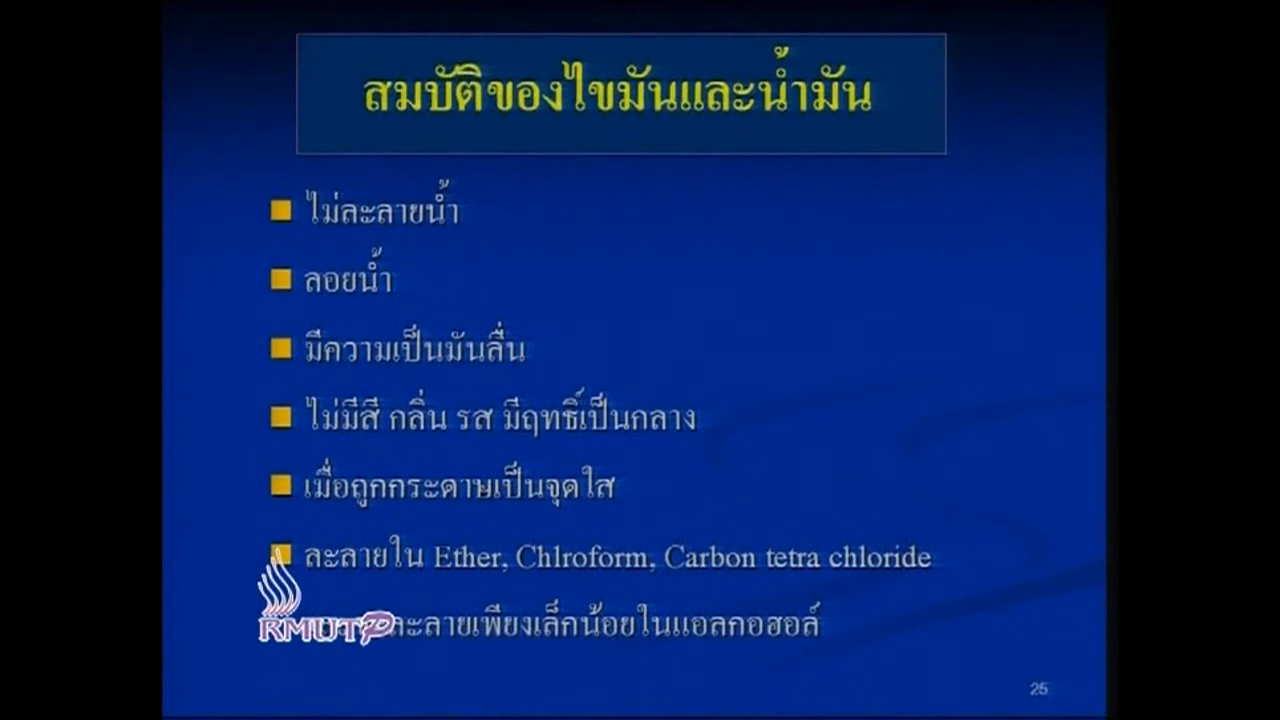 สมบัติของไขมันและน้ำมัน
ไม่ละลายน้ำ
ลอยน้ำ
มีความเป็นมันลื่น
ไม่มีสี กลิ่น รส มีฤทธิ์เป็นกลาง
เมื่อถูกกระดาษเป็นจุดใส
ละลายใน Ether, Chlroform, Carbon tetra chloride
ละลายเพียงเล็กน้อยในแอลกอฮอล์
RMUTP
25